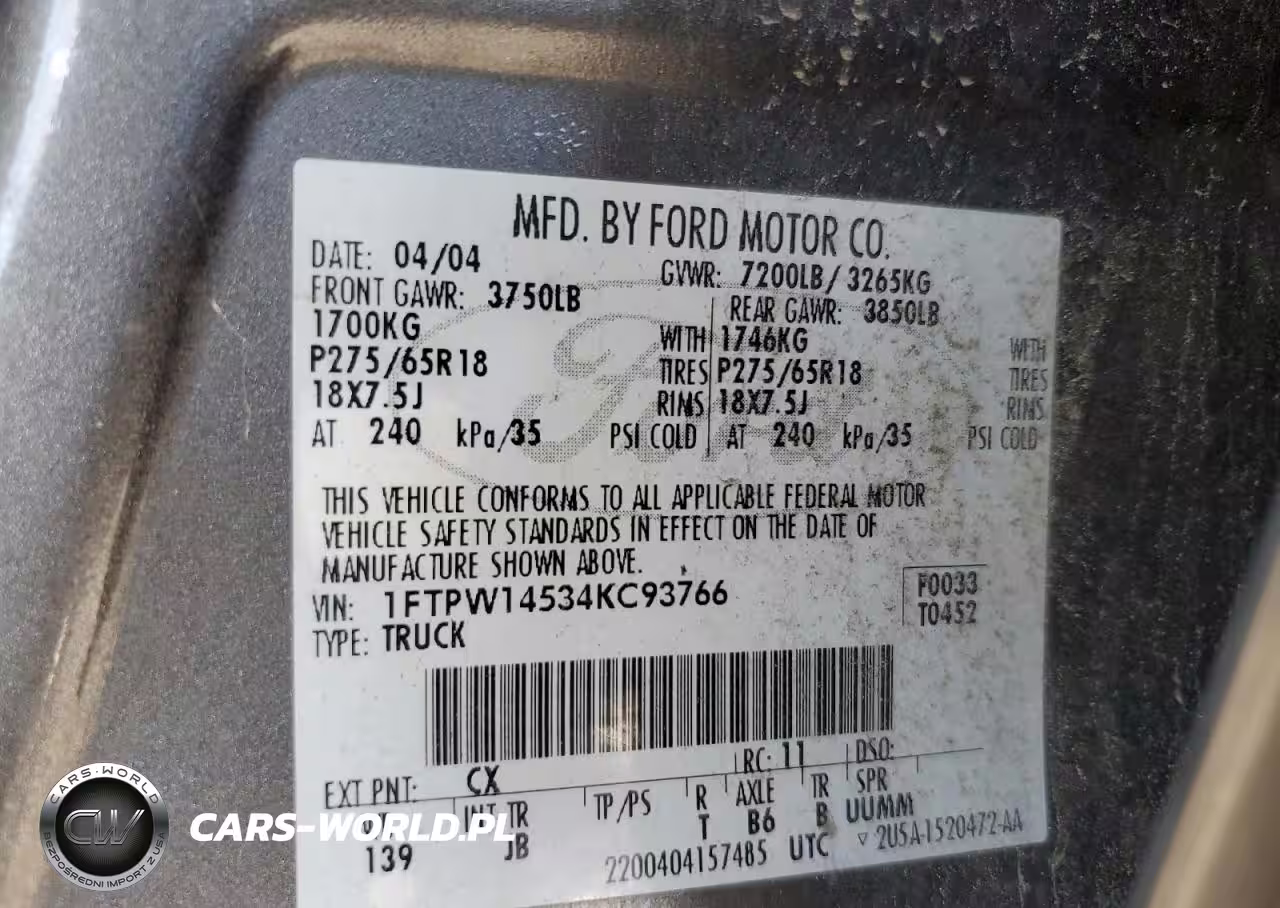 MFD. BY FORD MOTOR CO.
DATE: 04/04 GVWR: 7200LB/ 3265KG
FRONT GAWR: 3750LB REAR GAWR: 3850LB
1700KG WITH 1746KG WITH
P275/65R18 TIRES P275/65R18 TIRES
18X7.5J RIMS 18X7.5J RIMS
AT 240 kPa/35 PSI COLD AT 240 kPa/35 PSI COLD
Ford
THIS VEHICLE CONFORMS TO ALL APPLICABLE FEDERAL MOTOR
VEHICLE SAFETY STANDARDS IN EFFECT ON THE DATE OF
MANUFACTURE SHOWN ABOVE.
VIN: 1FTPW14534KC93766 F0033
TYPE: TRUCK T0452
EXT PNT: CX RC: 11 DSO:
INT TR TP/PS R AXLE TR SPR
139 JB T B6 B UUMM
2200404157485 UTC ▽ 2U5A-1520472-AA
CARS-WORLD.PL
CARS-WORLD
CW
BEZPOŚREDNI IMPORT Z USA